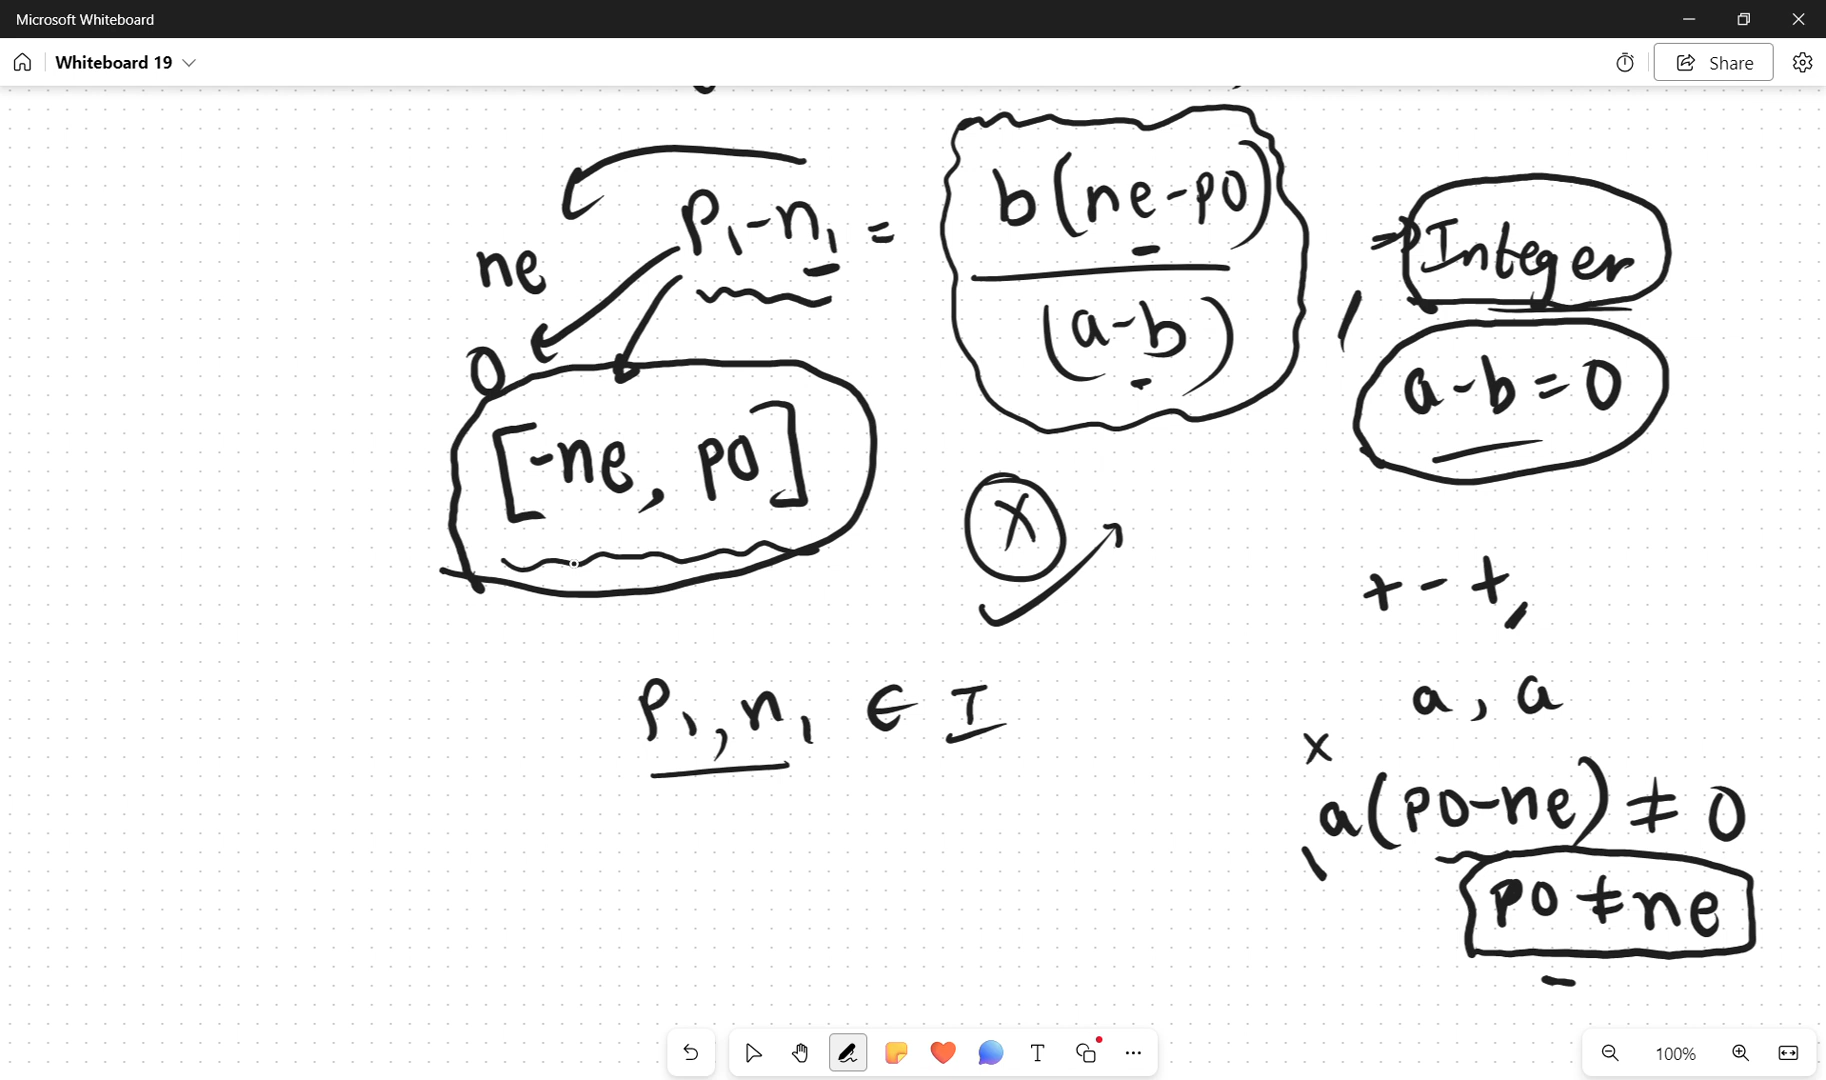 Microsoft Whiteboard
Whiteboard 19
Share
p₁-n₁ = b(ne-po) / (a-b) ⇒ Integer
ne
0
, a-b=0
[-ne, po]
X
+ - +,
p₁, n₁ ∈ I
a, a
x
a(po-ne) ≠ 0
po ≠ ne
T
100%